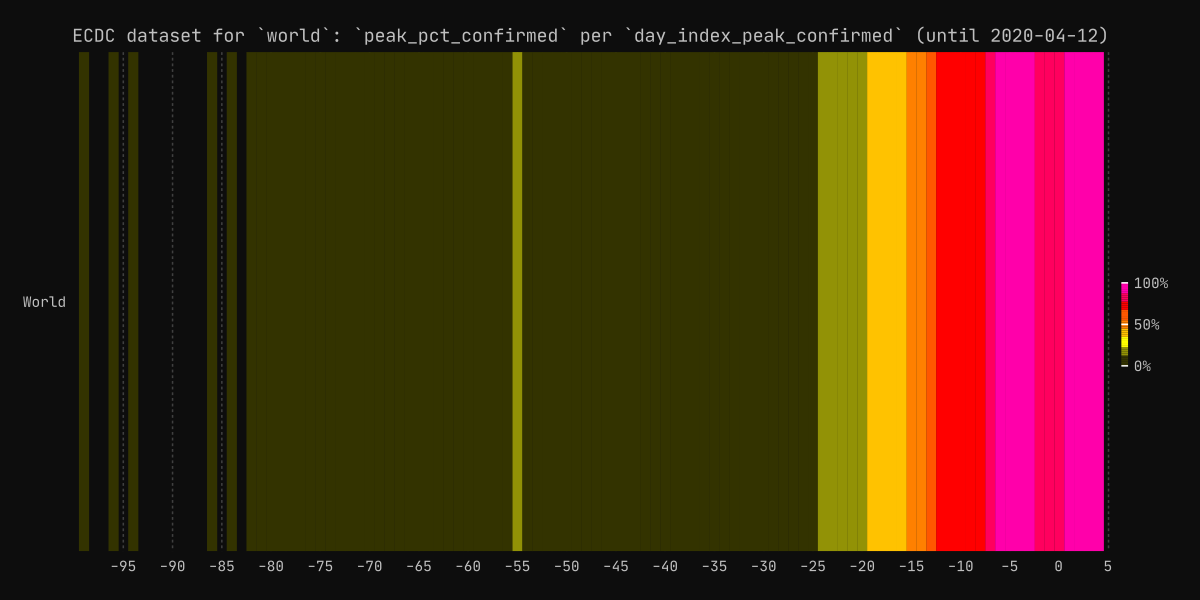 ECDC dataset for `world`: `peak_pct_confirmed` per `day_index_peak_confirmed` (until 2020-04-12)
World
100%
50%
0%
-95 -90 -85 -80 -75 -70 -65 -60 -55 -50 -45 -40 -35 -30 -25 -20 -15 -10 -5 0 5